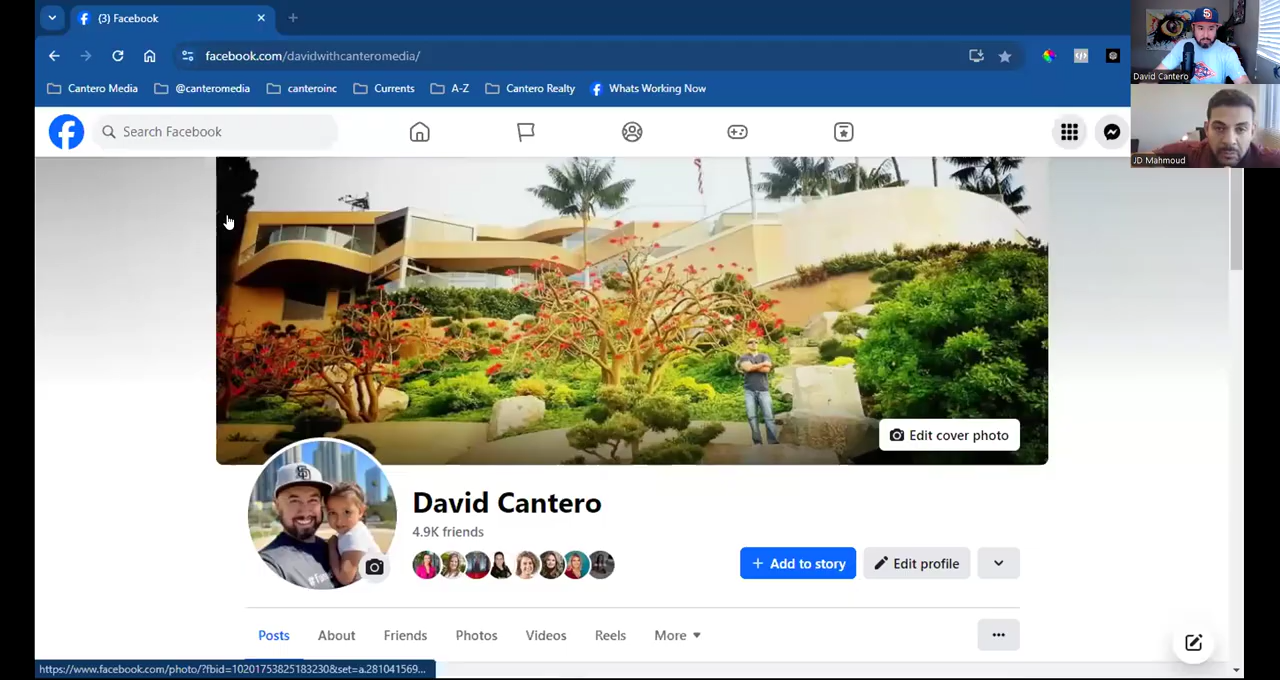 (3) Facebook
facebook.com/davidwithcanteromedia/
Cantero Media @canteromedia canteroinc Currents A-Z Cantero Realty Whats Working Now
David Cantero
JD Mahmoud
Search Facebook
Edit cover photo
David Cantero
4.9K friends
+ Add to story Edit profile
Posts About Friends Photos Videos Reels More
https://www.facebook.com/photo/?fbid=10201753825183230&set=a.281041569...